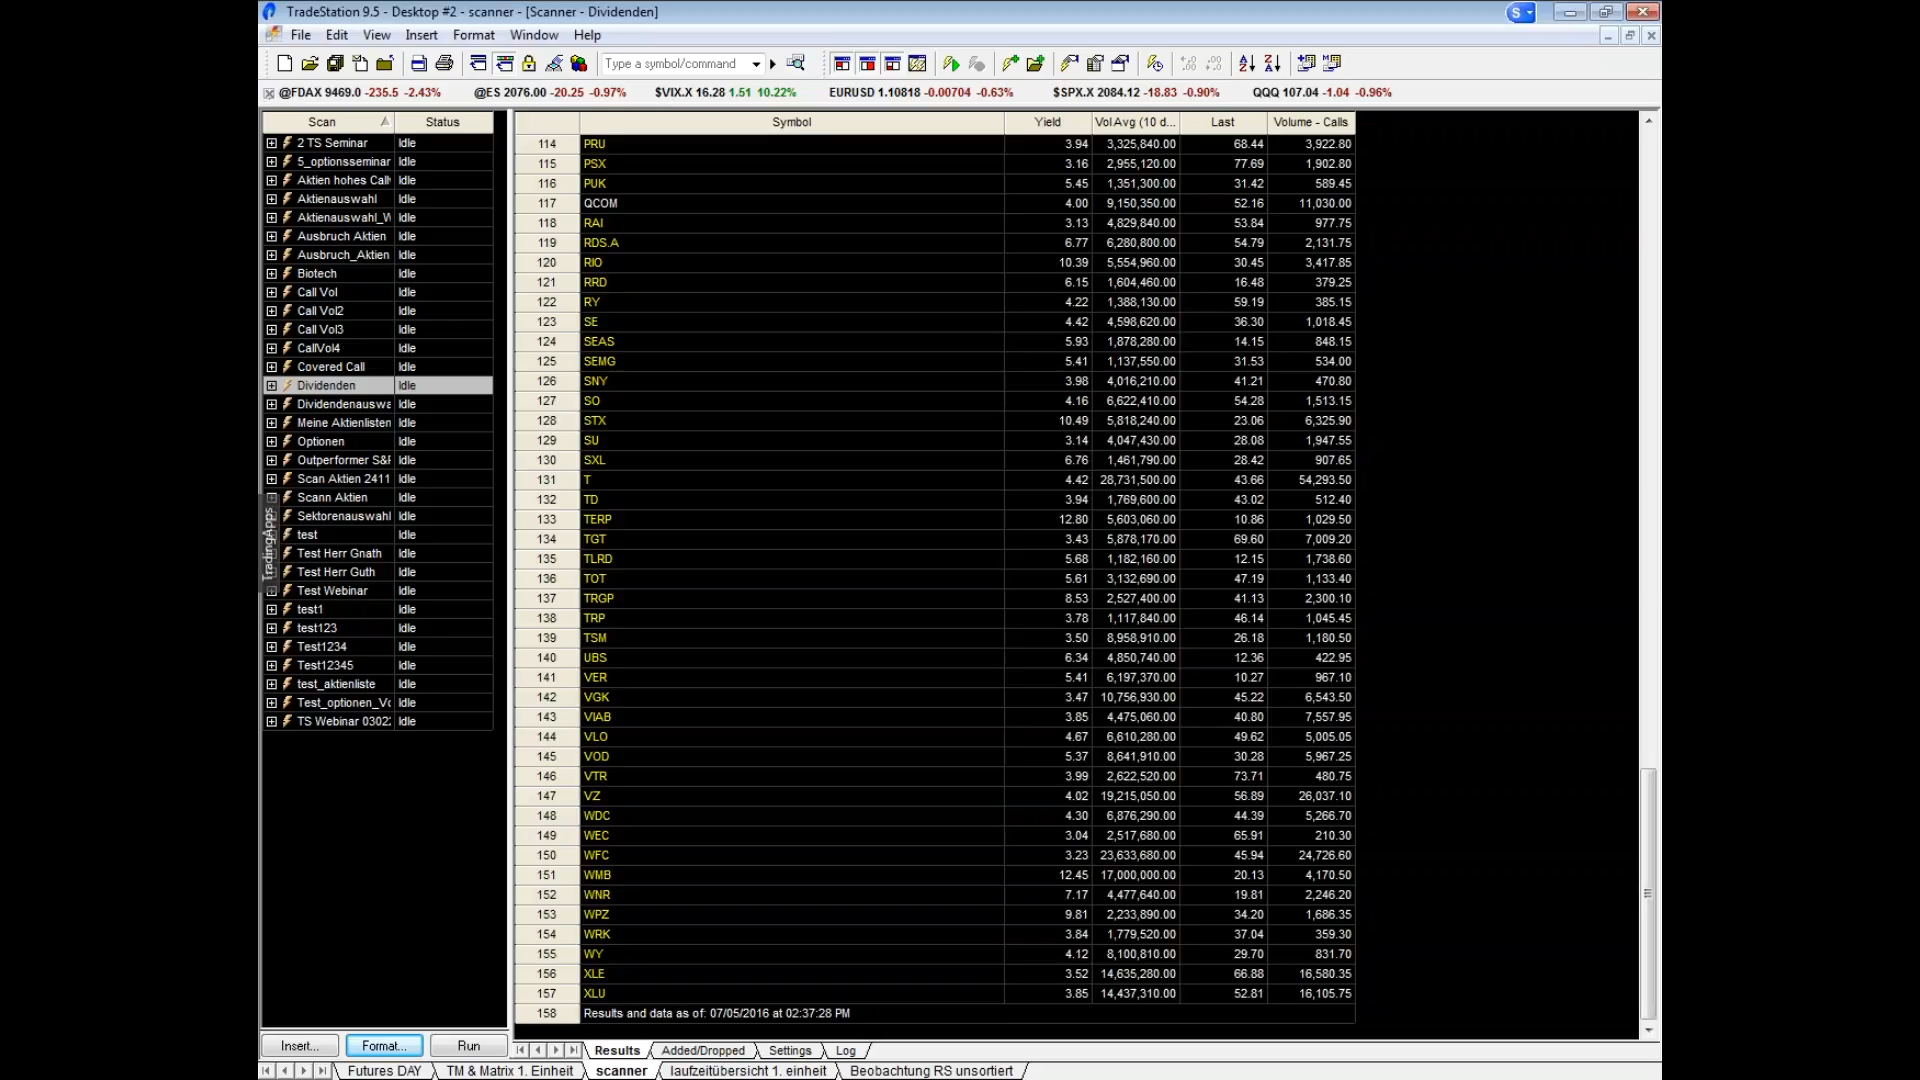 TradeStation 9.5 - Desktop #2 - scanner - [Scanner - Dividenden]
S
File Edit View Insert Format Window Help
Type a symbol/command
@FDAX 9469.0 -235.5 -2.43% @ES 2076.00 -20.25 -0.97% $VIX.X 16.28 1.51 10.22% EURUSD 1.10818 -0.00704 -0.63% $SPX.X 2084.12 -18.83 -0.90% QQQ 107.04 -1.04 -0.96%
Scan Status
2 TS Seminar Idle
5_optionsseminar Idle
Aktien hohes Call Idle
Aktienauswahl Idle
Aktienauswahl_W Idle
Ausbruch Aktien Idle
Ausbruch_Aktien Idle
Biotech Idle
Call Vol Idle
Call Vol2 Idle
Call Vol3 Idle
CallVol4 Idle
Covered Call Idle
Dividenden Idle
Dividendenauswa Idle
Meine Aktienlisten Idle
Optionen Idle
Outperformer S&P Idle
Scan Aktien 2411 Idle
Scann Aktien Idle
Sektorenauswahl Idle
test Idle
Test Herr Gnath Idle
Test Herr Guth Idle
Test Webinar Idle
test1 Idle
test123 Idle
Test1234 Idle
Test12345 Idle
test_aktienliste Idle
Test_optionen_Vo Idle
TS Webinar 0302 Idle
TradingApps
Insert... Format... Run
Symbol Yield VolAvg (10 d... Last Volume - Calls
114 PRU 3.94 3,325,840.00 68.44 3,922.80
115 PSX 3.16 2,955,120.00 77.69 1,902.80
116 PUK 5.45 1,351,300.00 31.42 589.45
117 QCOM 4.00 9,150,350.00 52.16 11,030.00
118 RAI 3.13 4,829,840.00 53.84 977.75
119 RDS.A 6.77 6,280,800.00 54.79 2,131.75
120 RIO 10.39 5,554,960.00 30.45 3,417.85
121 RRD 6.15 1,604,460.00 16.48 379.25
122 RY 4.22 1,388,130.00 59.19 385.15
123 SE 4.42 4,598,620.00 36.30 1,018.45
124 SEAS 5.93 1,878,280.00 14.15 848.15
125 SEMG 5.41 1,137,550.00 31.53 534.00
126 SNY 3.98 4,016,210.00 41.21 470.80
127 SO 4.16 6,622,410.00 54.28 1,513.15
128 STX 10.49 5,818,240.00 23.06 6,325.90
129 SU 3.14 4,047,430.00 28.08 1,947.55
130 SXL 6.76 1,461,790.00 28.42 907.65
131 T 4.42 28,731,500.00 43.66 54,293.50
132 TD 3.94 1,769,600.00 43.02 512.40
133 TERP 12.80 5,603,060.00 10.86 1,029.50
134 TGT 3.43 5,878,170.00 69.60 7,009.20
135 TLRD 5.68 1,182,160.00 12.15 1,738.60
136 TOT 5.61 3,132,690.00 47.19 1,133.40
137 TRGP 8.53 2,527,400.00 41.13 2,300.10
138 TRP 3.78 1,117,840.00 46.14 1,045.45
139 TSM 3.50 8,958,910.00 26.18 1,180.50
140 UBS 6.34 4,850,740.00 12.36 422.95
141 VER 5.41 6,197,370.00 10.27 967.10
142 VGK 3.47 10,756,930.00 45.22 6,543.50
143 VIAB 3.85 4,475,060.00 40.80 7,557.95
144 VLO 4.67 6,610,280.00 49.62 5,005.05
145 VOD 5.37 8,641,910.00 30.28 5,967.25
146 VTR 3.99 2,622,520.00 73.71 480.75
147 VZ 4.02 19,215,050.00 56.89 26,037.10
148 WDC 4.30 6,876,290.00 44.39 5,266.70
149 WEC 3.04 2,517,680.00 65.91 210.30
150 WFC 3.23 23,633,680.00 45.94 24,726.60
151 WMB 12.45 17,000,000.00 20.13 4,170.50
152 WNR 7.17 4,477,640.00 19.81 2,246.20
153 WPZ 9.81 2,233,890.00 34.20 1,686.35
154 WRK 3.84 1,779,520.00 37.04 359.30
155 WY 4.12 8,100,810.00 29.70 831.70
156 XLE 3.52 14,635,280.00 66.88 16,580.35
157 XLU 3.85 14,437,310.00 52.81 16,105.75
158 Results and data as of: 07/05/2016 at 02:37:28 PM
Results Added/Dropped Settings Log
Futures DAY TM & Matrix 1. Einheit scanner laufzeitübersicht 1. einheit Beobachtung RS unsortiert